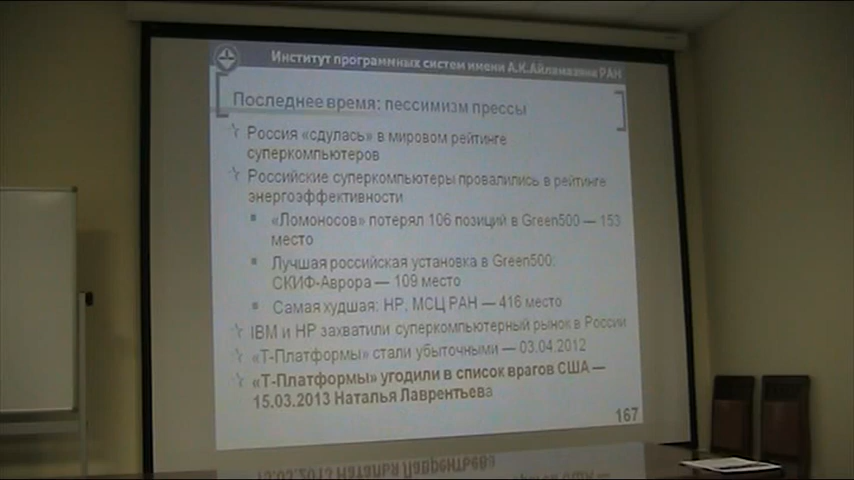 Институт программных систем имени А.К.Айламазяна РАН
Последнее время: пессимизм прессы
Россия «сдулась» в мировом рейтинге
суперкомпьютеров
Российские суперкомпьютеры провалились в рейтинге
энергоэффективности
«Ломоносов» потерял 106 позиций в Green500 — 153
место
Лучшая российская установка в Green500:
СКИФ-Аврора — 109 место
Самая худшая: HP, МСЦ РАН — 416 место
IBM и HP захватили суперкомпьютерный рынок в России
«Т-Платформы» стали убыточными — 03.04.2012
«Т-Платформы» угодили в список врагов США —
15.03.2013 Наталья Лаврентьева
167